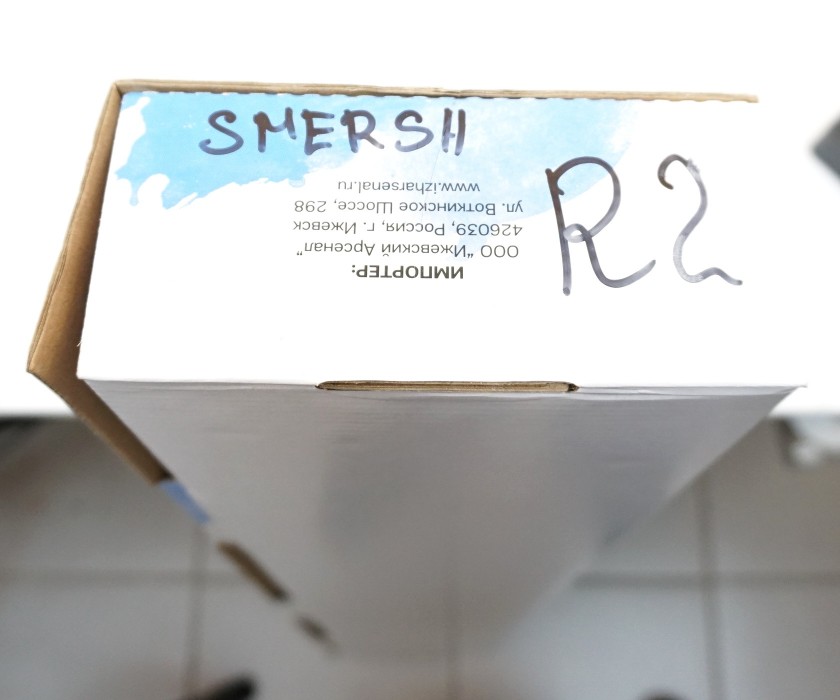 SMERSH
R2
ИМПОРТЕР:
ООО "Ижевский Арсенал"
426039, Россия, г. Ижевск
ул. Воткинское Шоссе, 298
www.izharsenal.ru